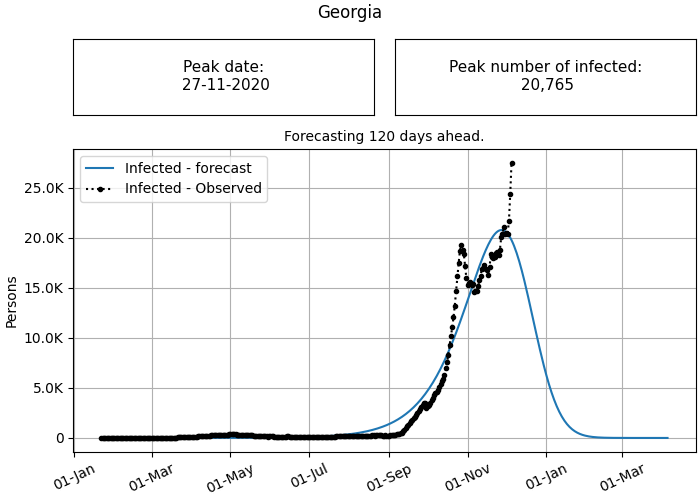 Georgia
Peak date:
27-11-2020
Peak number of infected:
20,765
Forecasting 120 days ahead.
Infected - forecast
Infected - Observed
Persons
25.0K
20.0K
15.0K
10.0K
5.0K
0
01-Jan
01-Mar
01-May
01-Jul
01-Sep
01-Nov
01-Jan
01-Mar